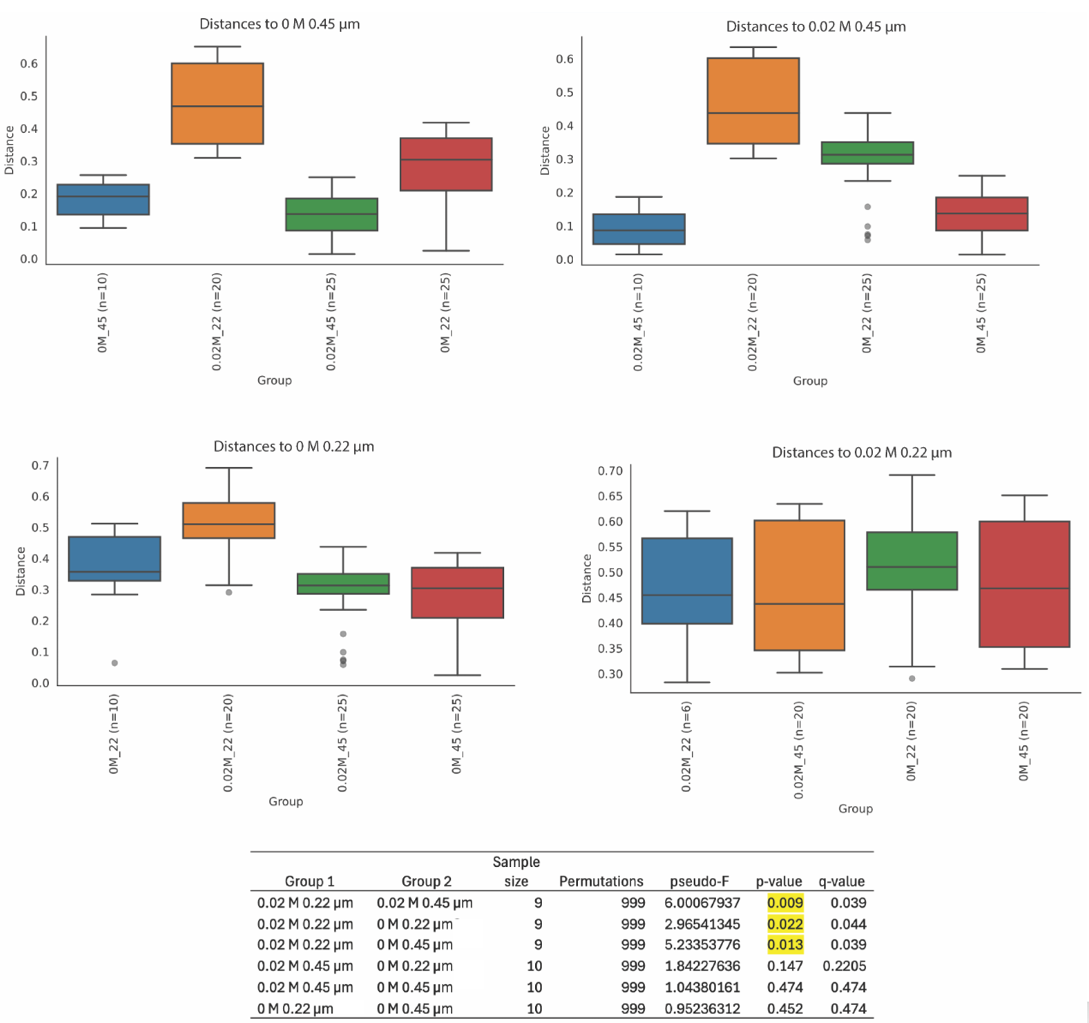 Distances to 0 M 0.45 µm
Distance
0.6
0.5
0.4
0.3
0.2
0.1
0.0
0M_45 (n=10)
0.02M_22 (n=20)
0.02M_45 (n=25)
0M_22 (n=25)
Group
Distances to 0.02 M 0.45 µm
Distance
0.6
0.5
0.4
0.3
0.2
0.1
0.0
0.02M_45 (n=10)
0.02M_22 (n=20)
0M_22 (n=25)
0M_45 (n=25)
Group
Distances to 0 M 0.22 µm
Distance
0.7
0.6
0.5
0.4
0.3
0.2
0.1
0.0
0M_22 (n=10)
0.02M_22 (n=20)
0.02M_45 (n=25)
0M_45 (n=25)
Group
Distances to 0.02 M 0.22 µm
Distance
0.70
0.65
0.60
0.55
0.50
0.45
0.40
0.35
0.30
0.02M_22 (n=6)
0.02M_45 (n=20)
0M_22 (n=20)
0M_45 (n=20)
Group
Sample
Group 1 Group 2 size Permutations pseudo-F p-value q-value
0.02 M 0.22 µm 0.02 M 0.45 µm 9 999 6.00067937 0.009 0.039
0.02 M 0.22 µm 0 M 0.22 µm 9 999 2.96541345 0.022 0.044
0.02 M 0.22 µm 0 M 0.45 µm 9 999 5.23353776 0.013 0.039
0.02 M 0.45 µm 0 M 0.22 µm 10 999 1.84227636 0.147 0.2205
0.02 M 0.45 µm 0 M 0.45 µm 10 999 1.04380161 0.474 0.474
0 M 0.22 µm 0 M 0.45 µm 10 999 0.95236312 0.452 0.474